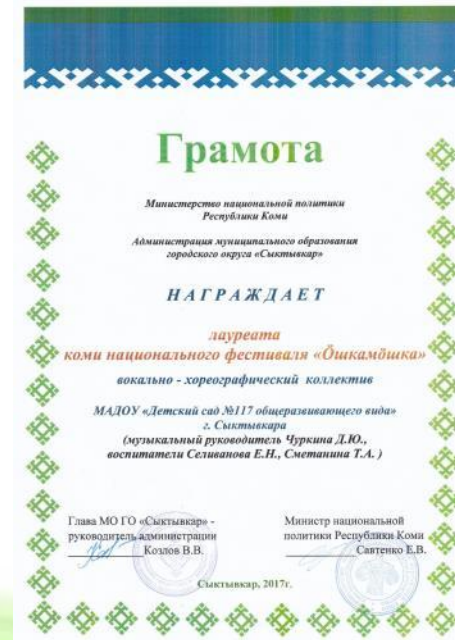 Грамота
Министерство национальной политики
Республики Коми
Администрация муниципального образования
городского округа «Сыктывкар»
НАГРАЖДАЕТ
лауреата
коми национального фестиваля «Ӧшкамӧшка»
вокально - хореографический коллектив
МАДОУ «Детский сад №117 общеразвивающего вида»
г. Сыктывкара
(музыкальный руководитель Чуркина Д.Ю.,
воспитатели Селиванова Е.Н., Сметанина Т.А. )
Глава МО ГО «Сыктывкар» -
руководитель администрации
Козлов В.В.
Министр национальной
политики Республики Коми
Савтенко Е.В.
Сыктывкар, 2017г.